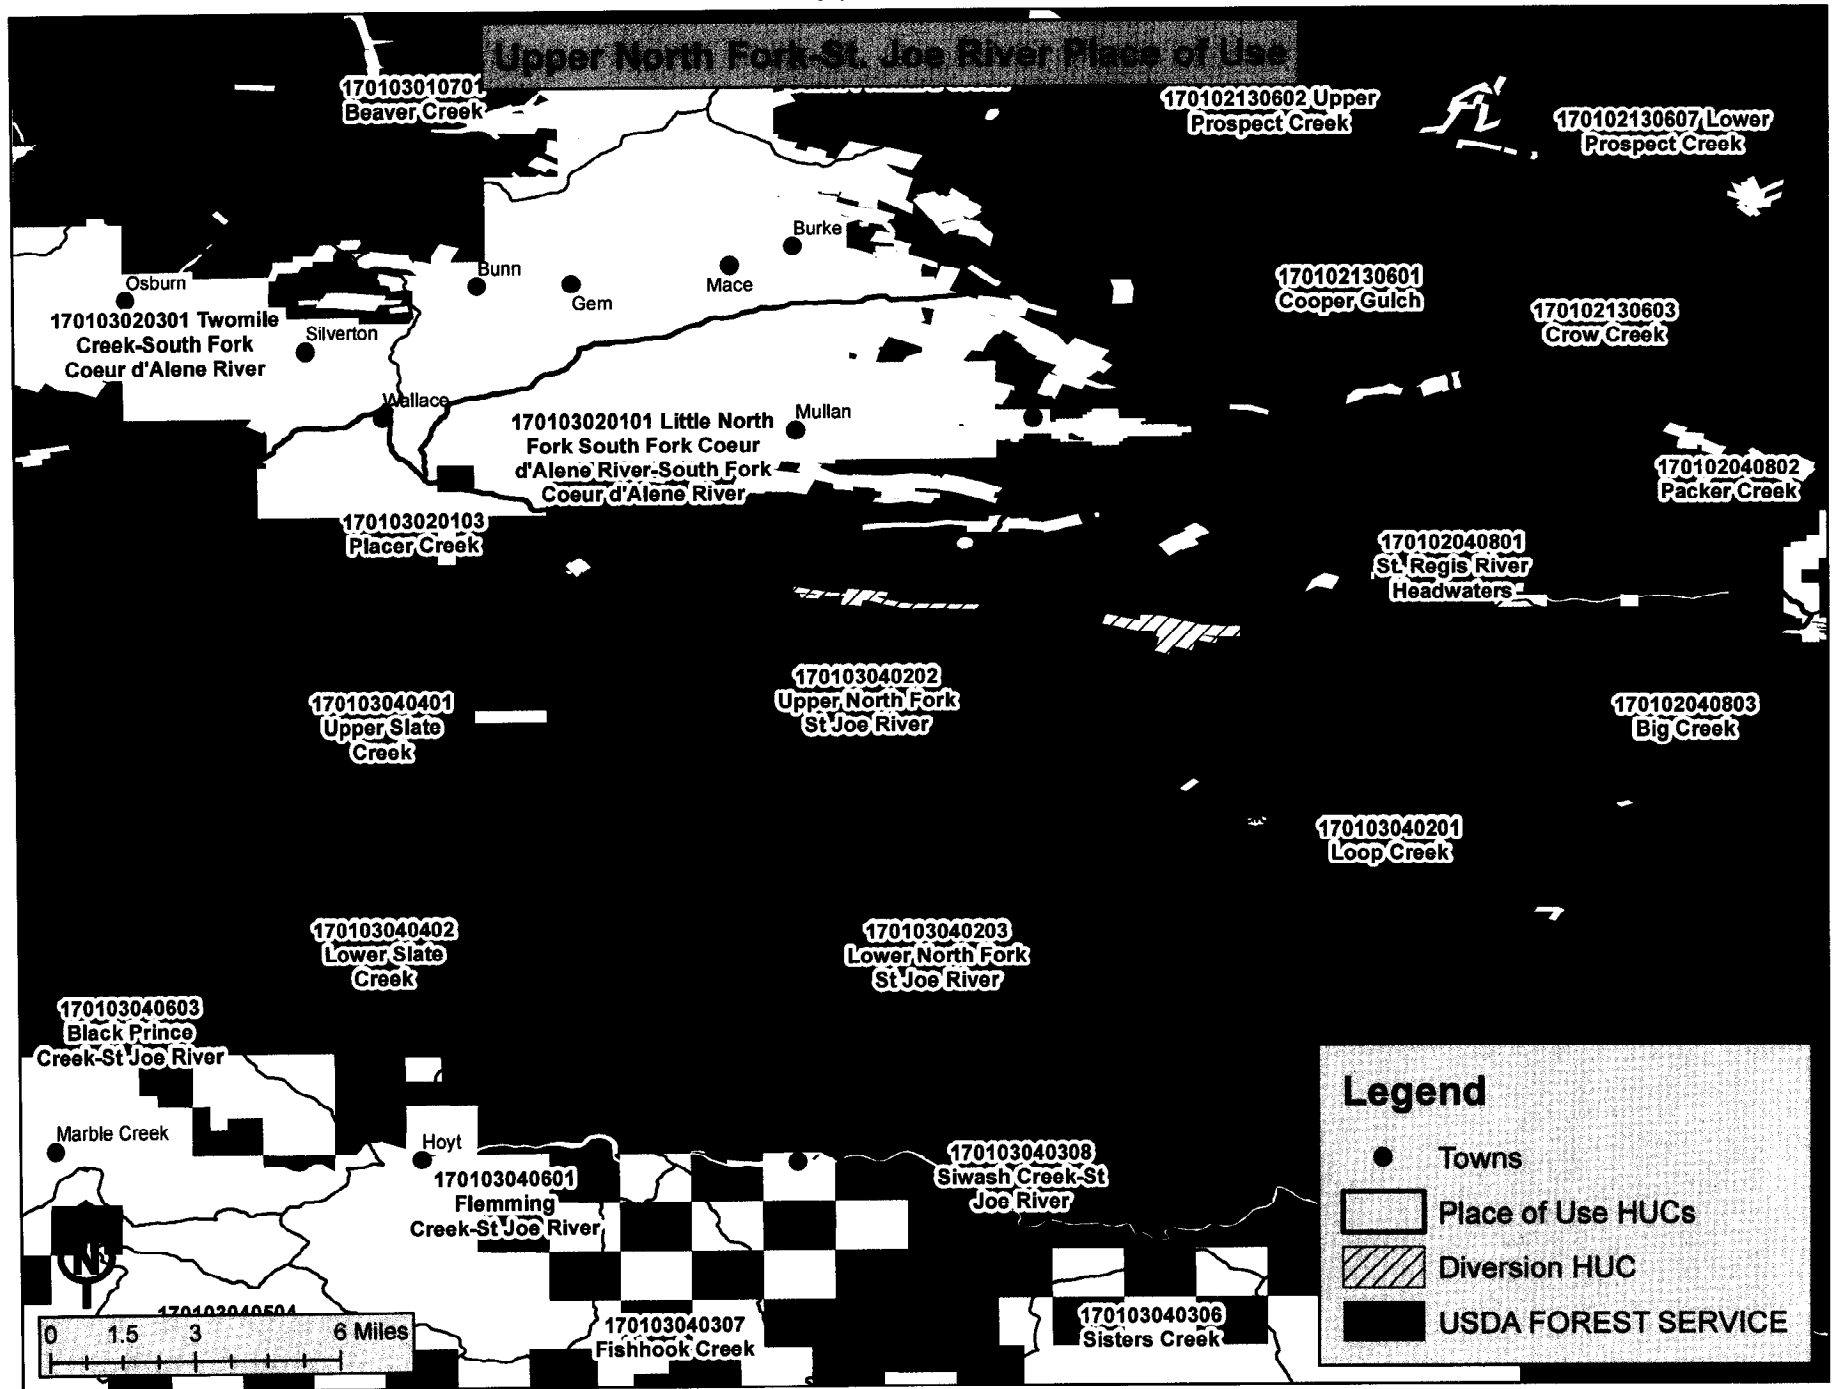 Upper North Fork-St. Joe River Place of Use
170103010701
Beaver Creek
170102130602 Upper
Prospect Creek
170102130607 Lower
Prospect Creek
Burke
Bunn
Mace
Gem
Osburn
170102130601
Cooper Gulch
170102130603
Crow Creek
170103020301 Twomile
Creek-South Fork
Coeur d'Alene River
Silverton
Wallace
170103020101 Little North
Fork South Fork Coeur
d'Alene River-South Fork
Coeur d'Alene River
Mullan
170102040802
Packer Creek
170103020103
Placer Creek
170102040801
St. Regis River
Headwaters
170103040401
Upper Slate
Creek
170103040202
Upper North Fork
St Joe River
170102040803
Big Creek
170103040201
Loop Creek
170103040402
Lower Slate
Creek
170103040203
Lower North Fork
St Joe River
170103040603
Black Prince
Creek-St Joe River
Marble Creek
Hoyt
170103040601
Flemming
Creek-St Joe River
170103040308
Siwash Creek-St
Joe River
N
170103040504
170103040307
Fishhook Creek
170103040306
Sisters Creek
0 1.5 3 6 Miles
Legend
Towns
Place of Use HUCs
Diversion HUC
USDA FOREST SERVICE